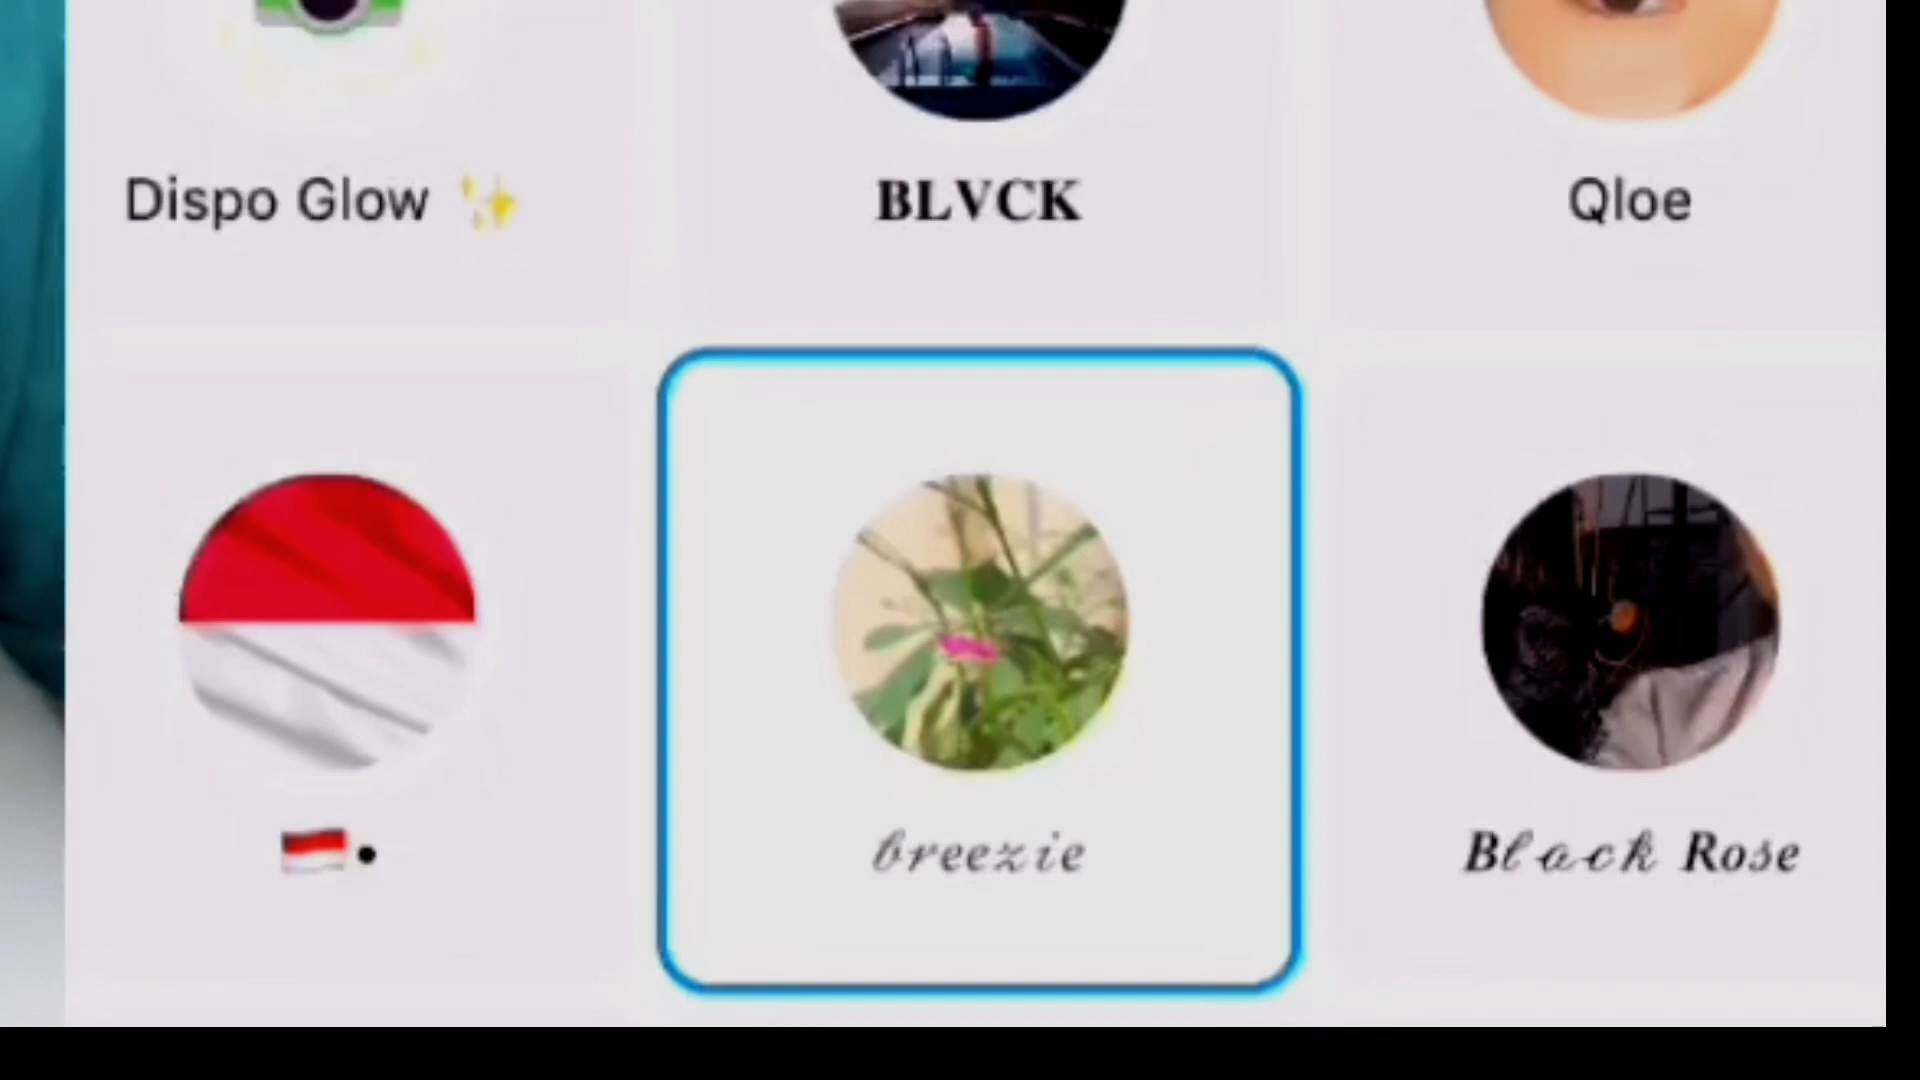 Dispo Glow ✨
BLVCK
Qloe
🇮🇩•
𝒷𝓇ℯℯ𝓏𝒾ℯ
𝑩𝓁𝒶𝒸𝓀 𝑹𝒐𝓈𝒆